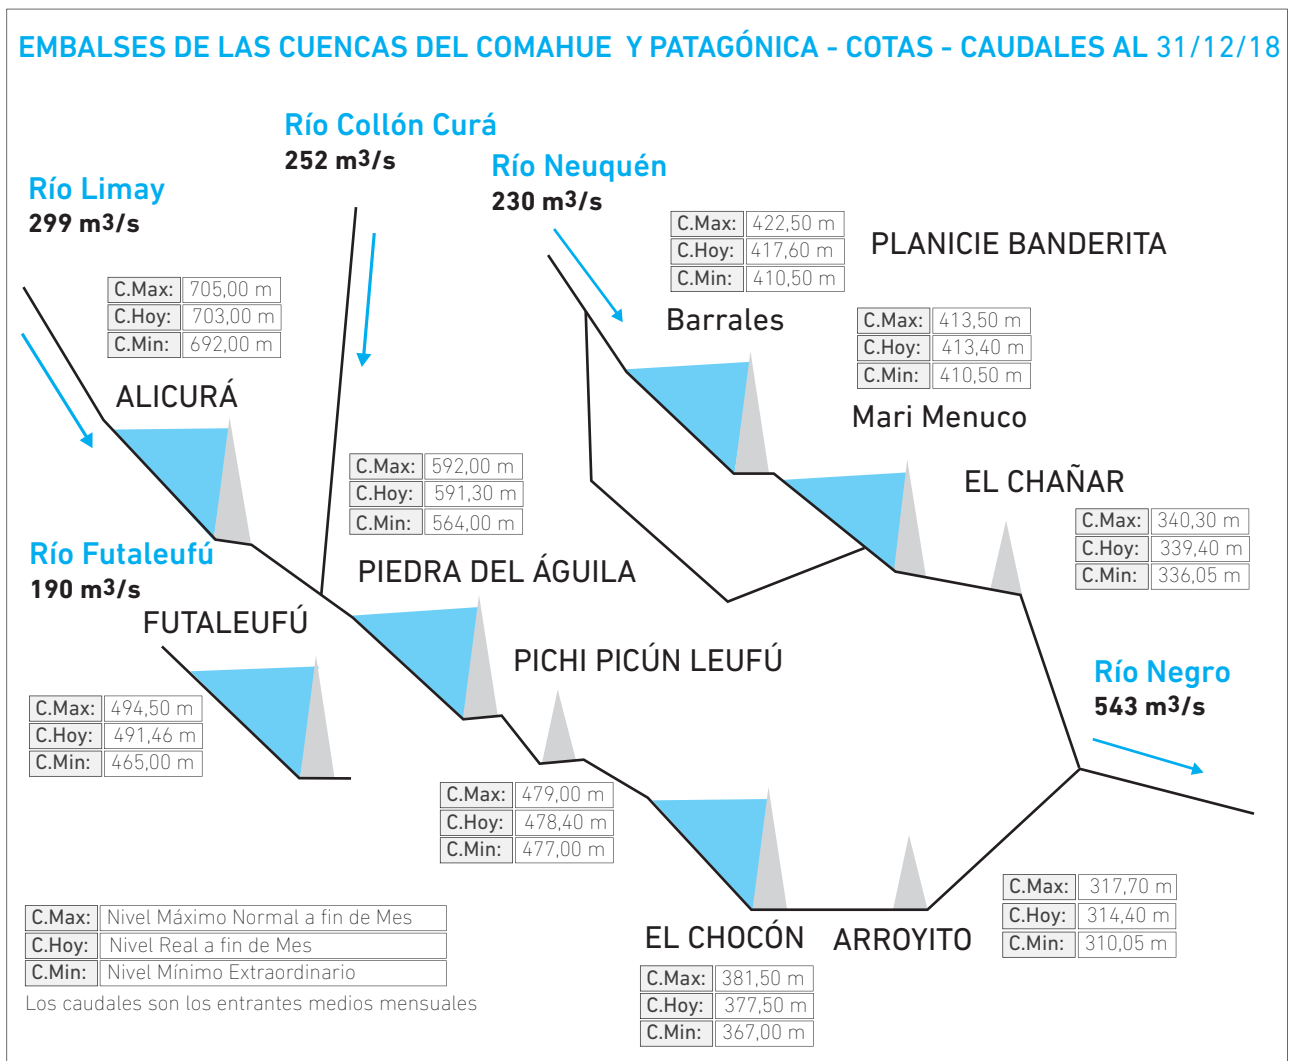 EMBALSES DE LAS CUENCAS DEL COMAHUE Y PATAGÓNICA - COTAS - CAUDALES AL 31/12/18
Río Collón Curá
252 m3/s
Río Neuquén
230 m3/s
Río Limay
299 m3/s
C.Max: 422,50 m
C.Hoy: 417,60 m
C.Min: 410,50 m
PLANICIE BANDERITA
Barrales
C.Max: 705,00 m
C.Hoy: 703,00 m
C.Min: 692,00 m
ALICURÁ
C.Max: 413,50 m
C.Hoy: 413,40 m
C.Min: 410,50 m
Mari Menuco
C.Max: 592,00 m
C.Hoy: 591,30 m
C.Min: 564,00 m
PIEDRA DEL ÁGUILA
EL CHAÑAR
C.Max: 340,30 m
C.Hoy: 339,40 m
C.Min: 336,05 m
Río Futaleufú
190 m3/s
FUTALEUFÚ
C.Max: 494,50 m
C.Hoy: 491,46 m
C.Min: 465,00 m
PICHI PICÚN LEUFÚ
C.Max: 479,00 m
C.Hoy: 478,40 m
C.Min: 477,00 m
Río Negro
543 m3/s
EL CHOCÓN
C.Max: 381,50 m
C.Hoy: 377,50 m
C.Min: 367,00 m
ARROYITO
C.Max: 317,70 m
C.Hoy: 314,40 m
C.Min: 310,05 m
C.Max: Nivel Máximo Normal a fin de Mes
C.Hoy: Nivel Real a fin de Mes
C.Min: Nivel Mínimo Extraordinario
Los caudales son los entrantes medios mensuales